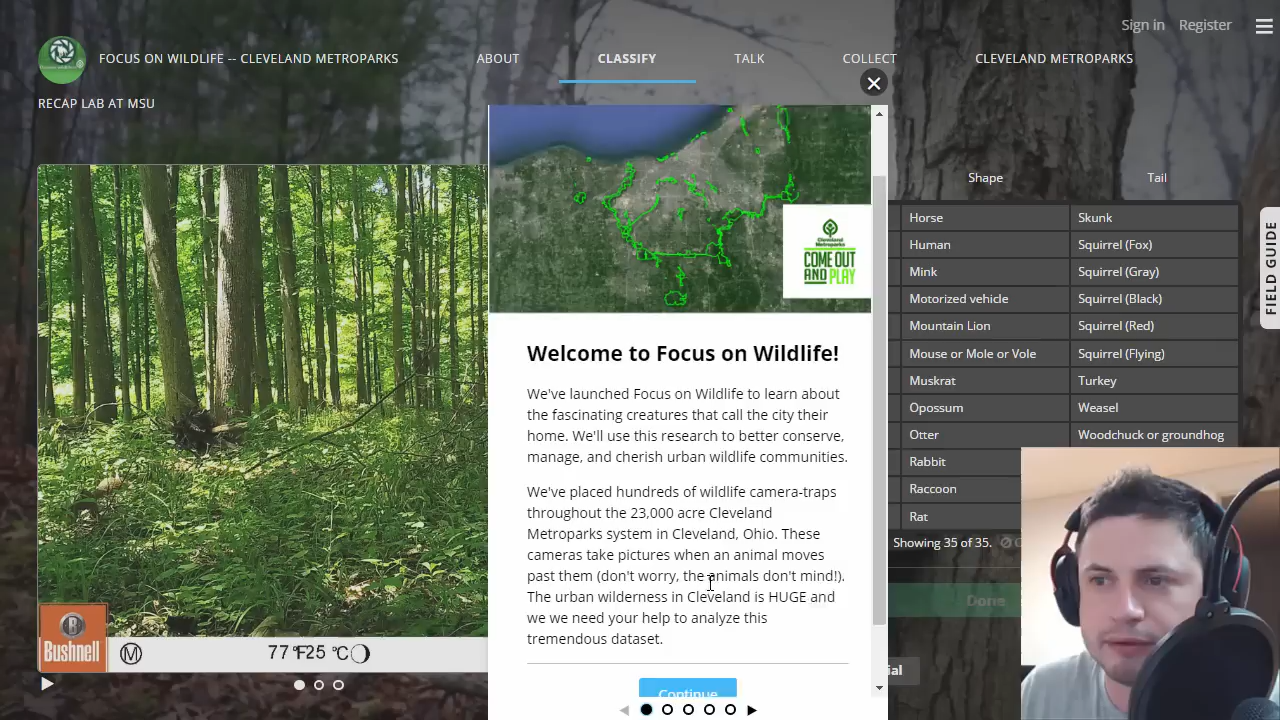 Sign in Register
FOCUS ON WILDLIFE -- CLEVELAND METROPARKS
ABOUT
CLASSIFY
TALK
COLLECT
CLEVELAND METROPARKS
RECAP LAB AT MSU
Cleveland Metroparks
COME OUT
AND PLAY
Welcome to Focus on Wildlife!
We've launched Focus on Wildlife to learn about
the fascinating creatures that call the city their
home. We'll use this research to better conserve,
manage, and cherish urban wildlife communities.
We've placed hundreds of wildlife camera-traps
throughout the 23,000 acre Cleveland
Metroparks system in Cleveland, Ohio. These
cameras take pictures when an animal moves
past them (don't worry, the animals don't mind!).
The urban wilderness in Cleveland is HUGE and
we we need your help to analyze this
tremendous dataset.
Continue
Shape
Tail
Horse
Skunk
Human
Squirrel (Fox)
Mink
Squirrel (Gray)
Motorized vehicle
Squirrel (Black)
Mountain Lion
Squirrel (Red)
Mouse or Mole or Vole
Squirrel (Flying)
Muskrat
Turkey
Opossum
Weasel
Otter
Woodchuck or groundhog
Rabbit
Raccoon
Rat
Showing 35 of 35.
Done
ial
FIELD GUIDE
B
Bushnell
M
77°F25 °C